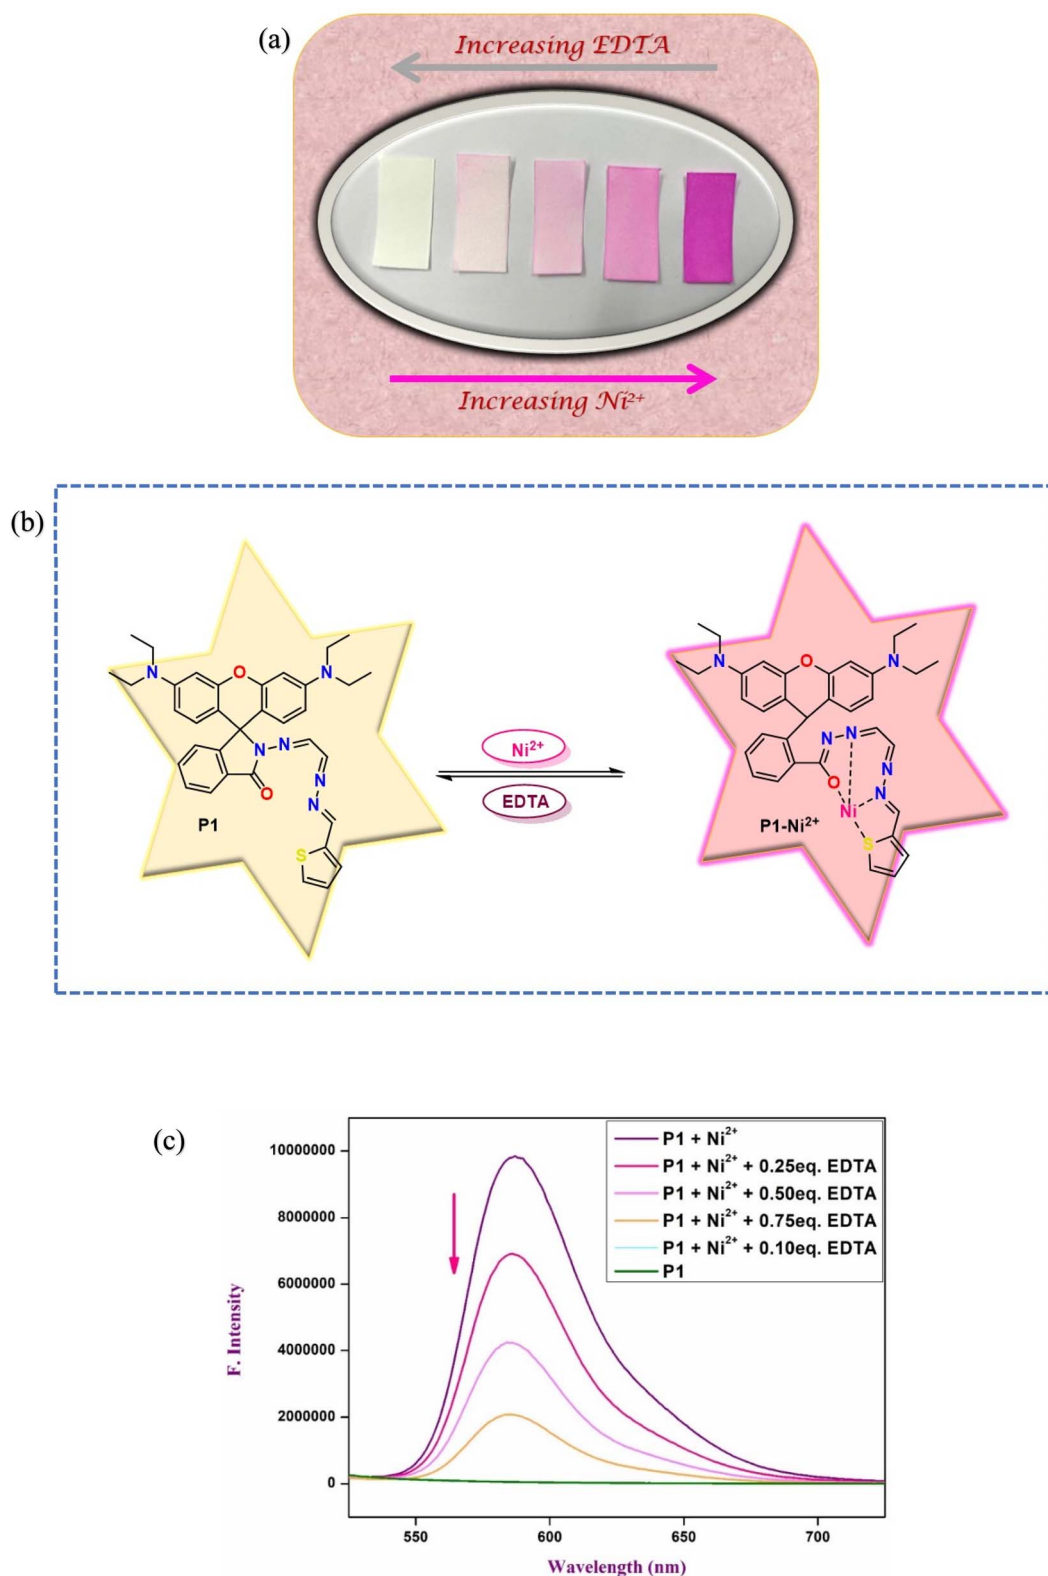 (a)
Increasing EDTA
Increasing Ni²⁺
(b)
N
O
N
N
N
O
N
N
S
P1
Ni²⁺
EDTA
N
O
N
N
N
O
N
Ni
N
S
P1-Ni²⁺
(c)
P1 + Ni²⁺
P1 + Ni²⁺ + 0.25eq. EDTA
P1 + Ni²⁺ + 0.50eq. EDTA
P1 + Ni²⁺ + 0.75eq. EDTA
P1 + Ni²⁺ + 0.10eq. EDTA
P1
10000000
8000000
6000000
4000000
2000000
0
F. Intensity
550
600
650
700
Wavelength (nm)